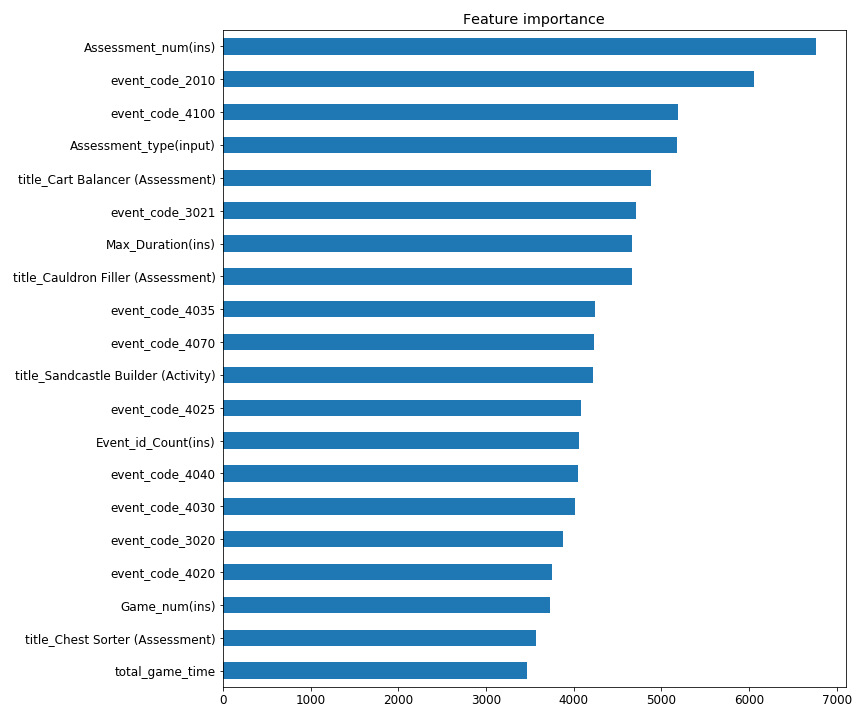 Feature importance
Assessment_num(ins)
event_code_2010
event_code_4100
Assessment_type(input)
title_Cart Balancer (Assessment)
event_code_3021
Max_Duration(ins)
title_Cauldron Filler (Assessment)
event_code_4035
event_code_4070
title_Sandcastle Builder (Activity)
event_code_4025
Event_id_Count(ins)
event_code_4040
event_code_4030
event_code_3020
event_code_4020
Game_num(ins)
title_Chest Sorter (Assessment)
total_game_time
0 1000 2000 3000 4000 5000 6000 7000